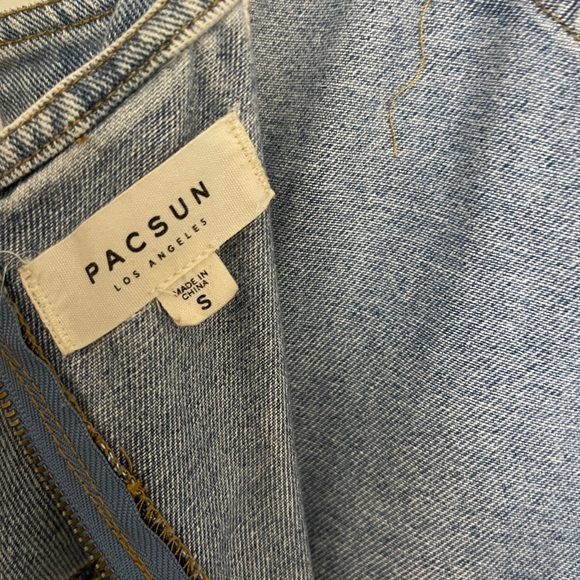 PACSUN
LOS ANGELES
MADE IN
CHINA
S